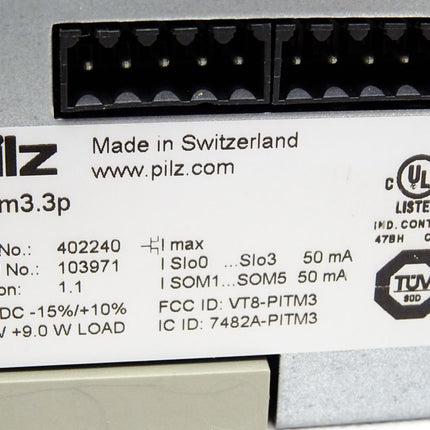 ilz
Made in Switzerland
www.pilz.com
m3.3p
No.: 402240 I max
No.: 103971 I SIo0 ...SIo3 50 mA
on: 1.1 I SOM1...SOM5 50 mA
DC -15%/+10% FCC ID: VT8-PITM3
W +9.0 W LOAD IC ID: 7482A-PITM3
C UL
LISTE
IND. CONT
47BH C
TÜV
SÜD